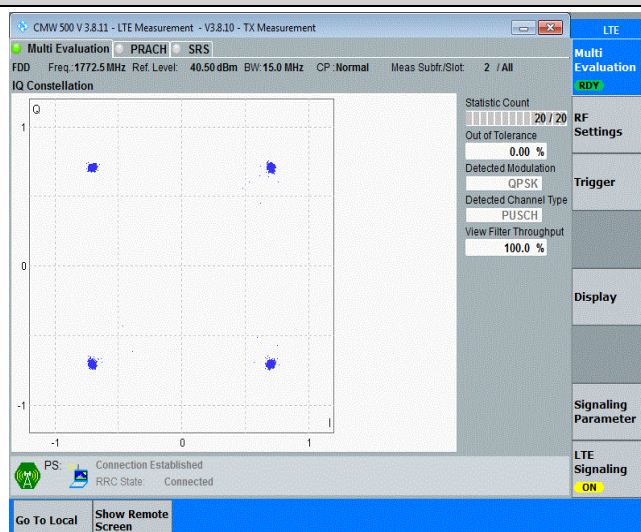 CMW 500 V 3.8.11 - LTE Measurement - V3.8.10 - TX Measurement
LTE
Multi Evaluation PRACH SRS
FDD Freq.:1772.5 MHz Ref. Level: 40.50 dBm BW:15.0 MHz CP :Normal Meas Subfr./Slot: 2 / All
IQ Constellation
Q
1
0
-1
I
-1 0 1
Statistic Count
20 / 20
Out of Tolerance
0.00 %
Detected Modulation
QPSK
Detected Channel Type
PUSCH
View Filter Throughput
100.0 %
Multi
Evaluation
RDY
RF
Settings
Trigger
Display
Signaling
Parameter
LTE
Signaling
ON
PS: Connection Established
RRC State: Connected
Go To Local
Show Remote
Screen